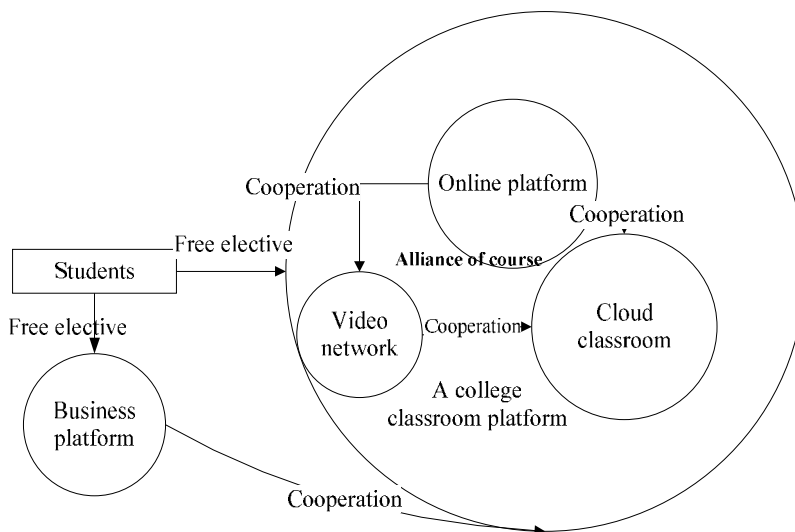 Online platform
Cooperation
Cooperation
Free elective
Alliance of course
Students
Free elective
Video
network
Cooperation
Cloud
classroom
A college
classroom platform
Business
platform
Cooperation